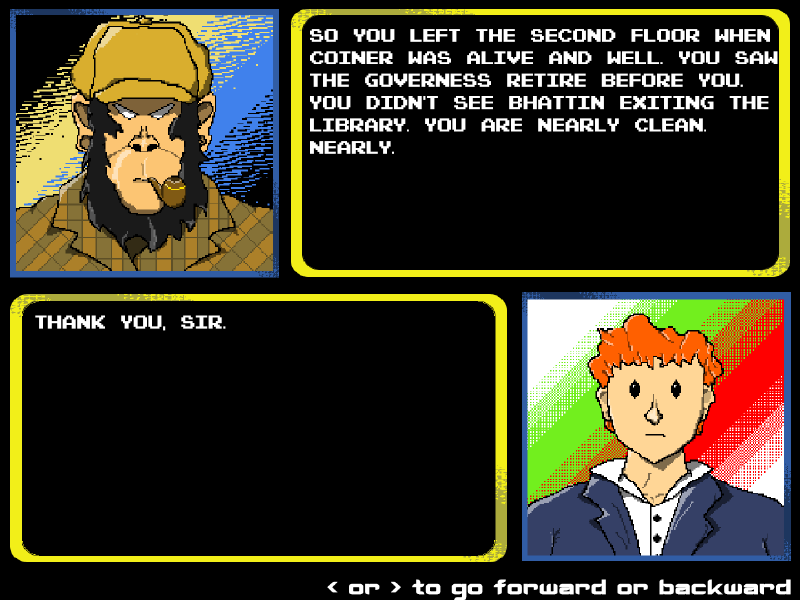 SO YOU LEFT THE SECOND FLOOR WHEN
COINER WAS ALIVE AND WELL. YOU SAW
THE GOVERNESS RETIRE BEFORE YOU.
YOU DIDN'T SEE BHATTIN EXITING THE
LIBRARY. YOU ARE NEARLY CLEAN.
NEARLY.
THANK YOU, SIR.
< or > to go forward or backward